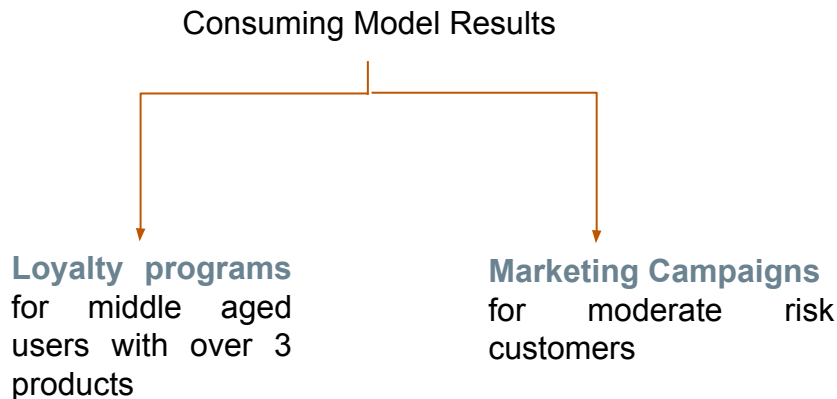 Consuming Model Results
Loyalty programs
for middle aged
users with over 3
products
Marketing Campaigns
for moderate risk
customers